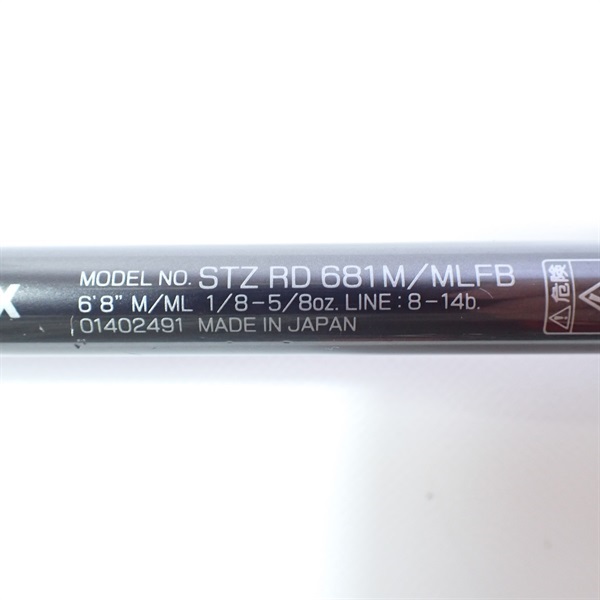 X
MODEL NO. STZ RD 681M/MLFB
6'8" M/ML 1/8-5/8oz. LINE : 8-14b.
01402491 MADE IN JAPAN
危険